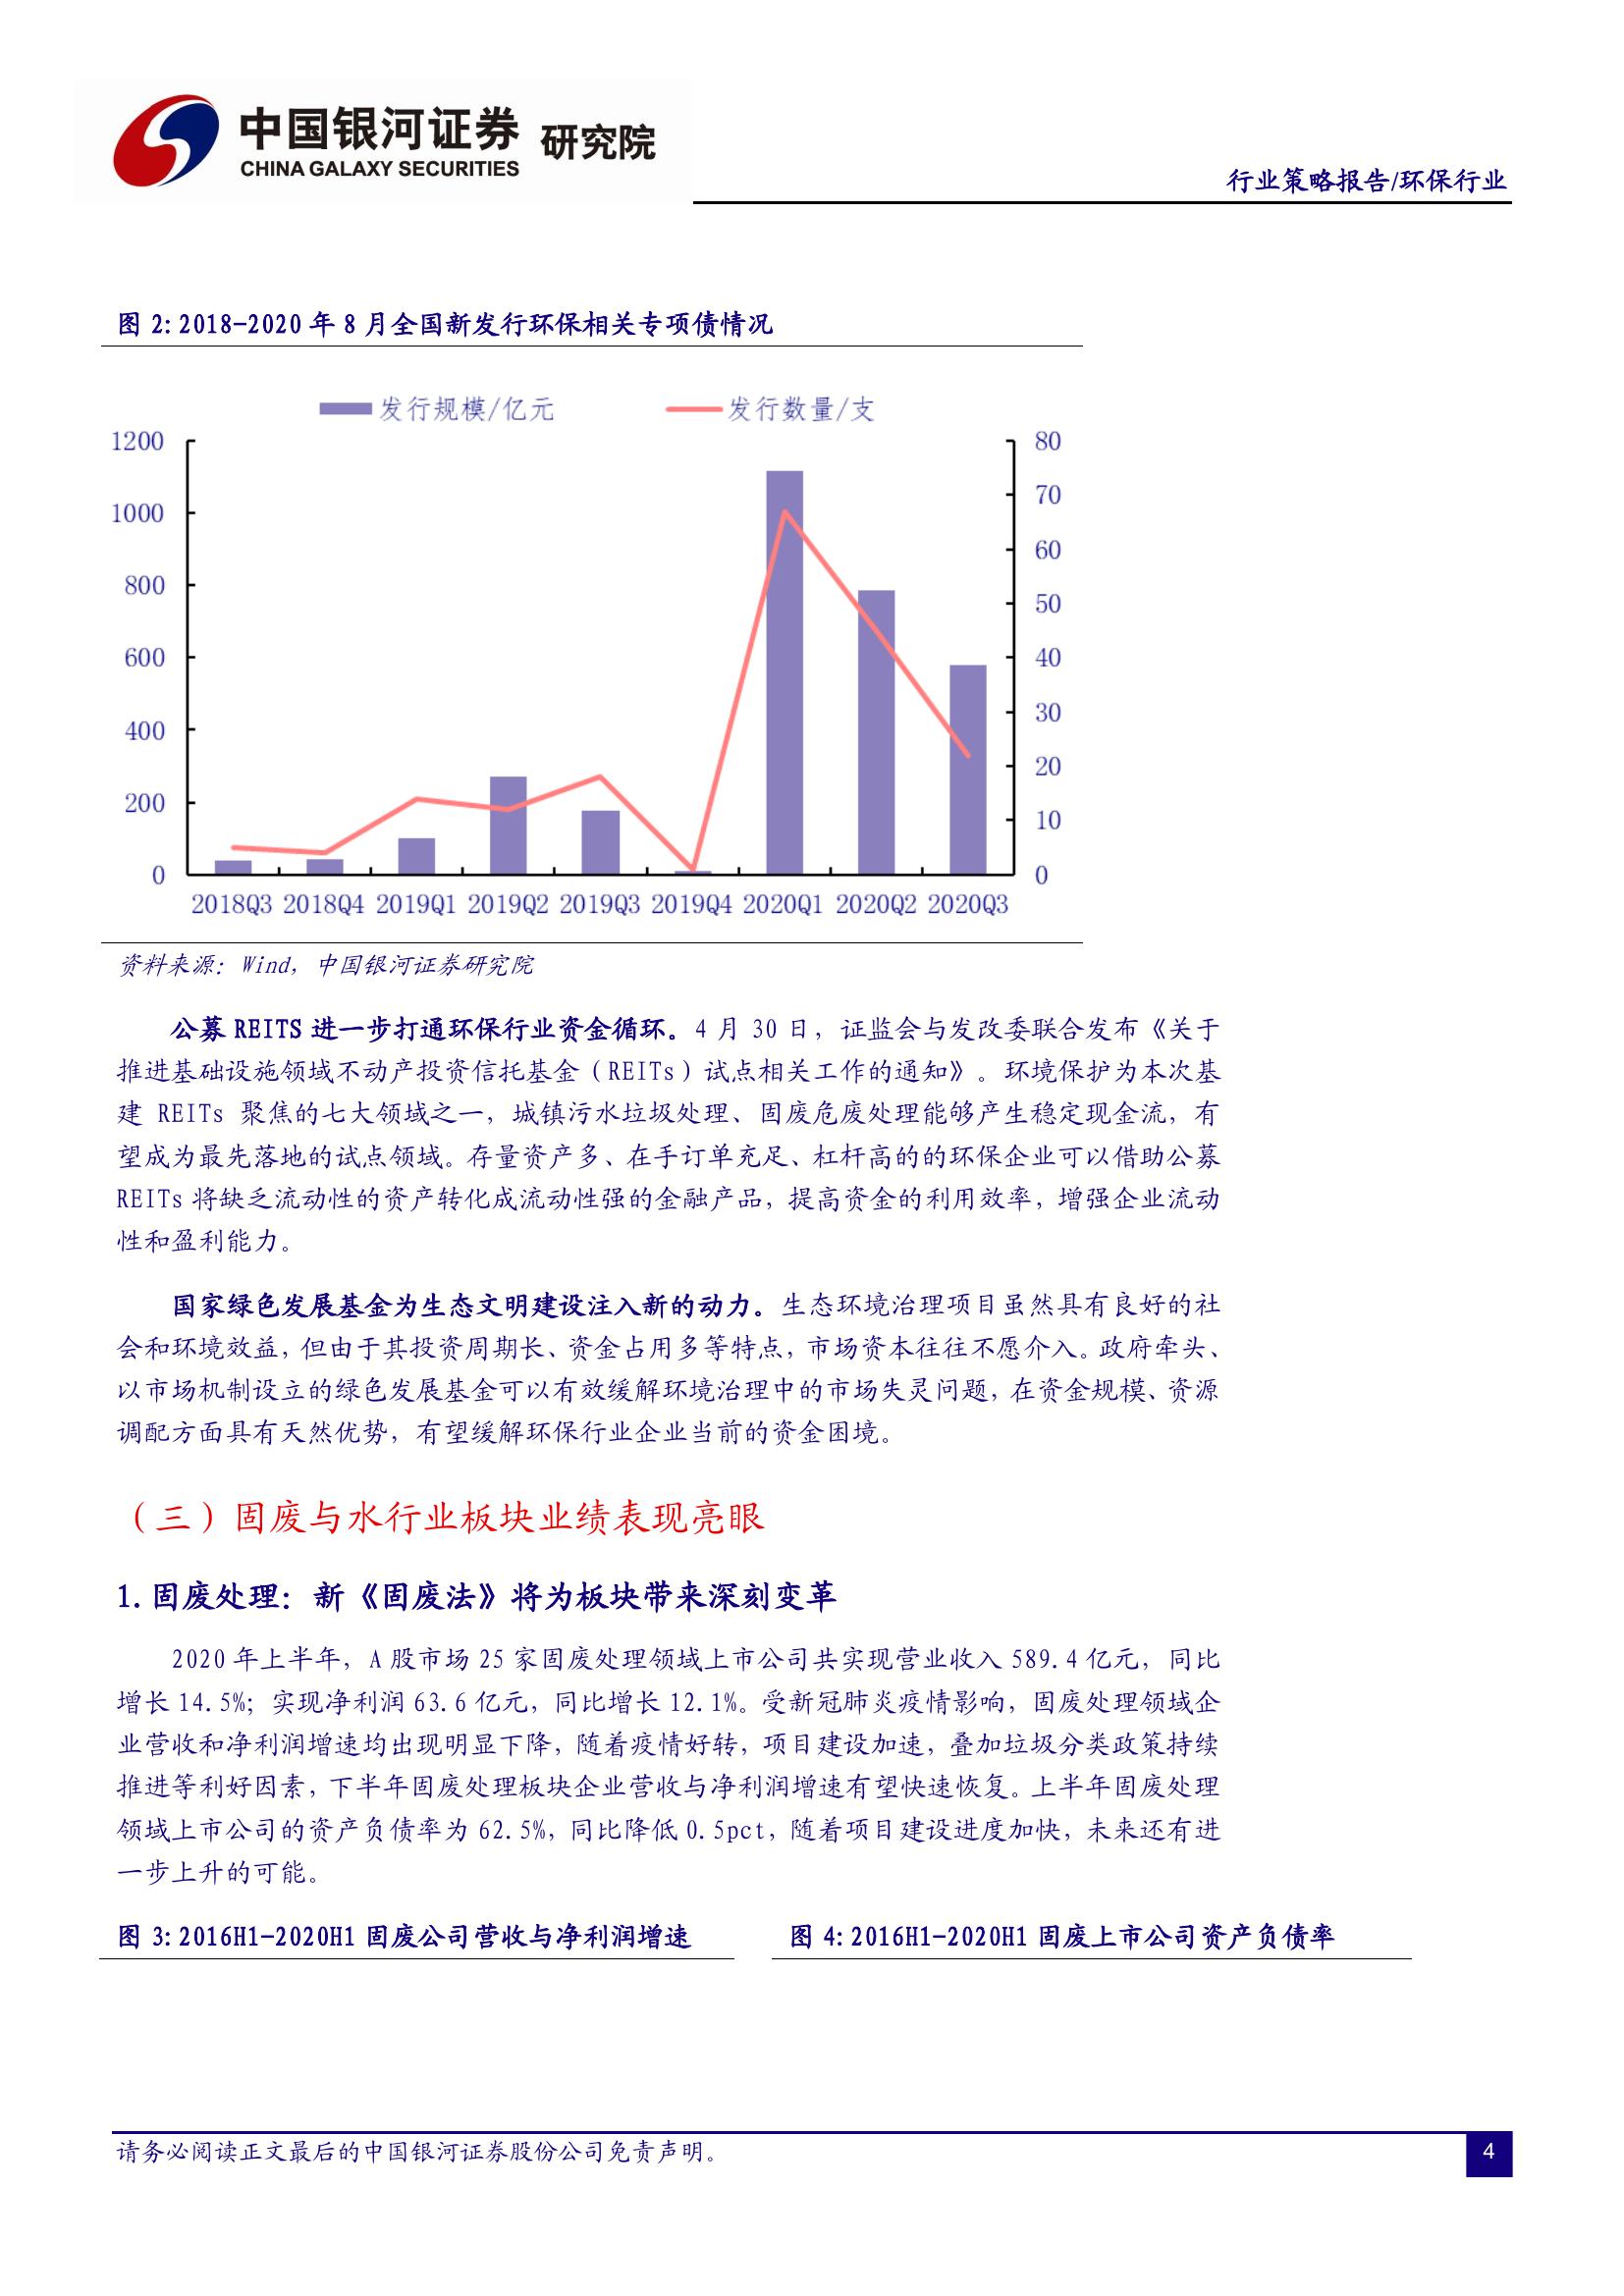 中国银河证券 研究院
CHINA GALAXY SECURITIES
行业策略报告/环保行业
图 2: 2018-2020 年 8 月全国新发行环保相关专项债情况
发行规模/亿元 发行数量/支
1200 80
70
1000
60
800
50
600 40
30
400
20
200
10
0 0
2018Q3 2018Q4 2019Q1 2019Q2 2019Q3 2019Q4 2020Q1 2020Q2 2020Q3
资料来源: Wind, 中国银河证券研究院
公募 REITS 进一步打通环保行业资金循环。4 月 30 日，证监会与发改委联合发布《关于
推进基础设施领域不动产投资信托基金（REITs）试点相关工作的通知》。环境保护为本次基
建 REITs 聚焦的七大领域之一，城镇污水垃圾处理、固废危废处理能够产生稳定现金流，有
望成为最先落地的试点领域。存量资产多、在手订单充足、杠杆高的的环保企业可以借助公募
REITs 将缺乏流动性的资产转化成流动性强的金融产品，提高资金的利用效率，增强企业流动
性和盈利能力。
国家绿色发展基金为生态文明建设注入新的动力。生态环境治理项目虽然具有良好的社
会和环境效益，但由于其投资周期长、资金占用多等特点，市场资本往往不愿介入。政府牵头、
以市场机制设立的绿色发展基金可以有效缓解环境治理中的市场失灵问题，在资金规模、资源
调配方面具有天然优势，有望缓解环保行业企业当前的资金困境。
（三）固废与水行业板块业绩表现亮眼
1. 固废处理：新《固废法》将为板块带来深刻变革
2020 年上半年，A 股市场 25 家固废处理领域上市公司共实现营业收入 589.4 亿元，同比
增长 14.5%；实现净利润 63.6 亿元，同比增长 12.1%。受新冠肺炎疫情影响，固废处理领域企
业营收和净利润增速均出现明显下降，随着疫情好转，项目建设加速，叠加垃圾分类政策持续
推进等利好因素，下半年固废处理板块企业营收与净利润增速有望快速恢复。上半年固废处理
领域上市公司的资产负债率为 62.5%，同比降低 0.5pct，随着项目建设进度加快，未来还有进
一步上升的可能。
图 3: 2016H1-2020H1 固废公司营收与净利润增速 图 4: 2016H1-2020H1 固废上市公司资产负债率
请务必阅读正文最后的中国银河证券股份公司免责声明。 4